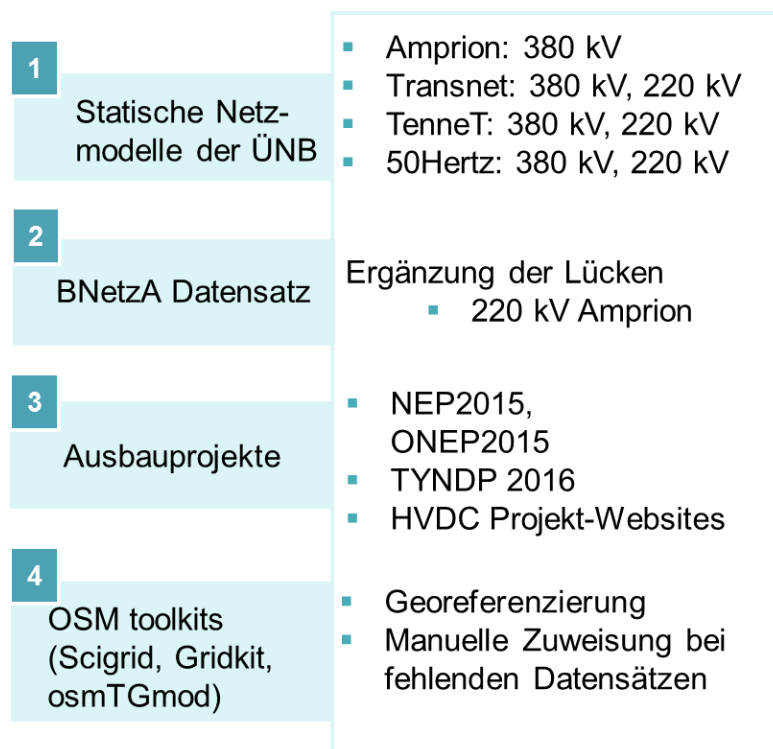 1
Statische Netz-
modelle der ÜNB
▪ Amprion: 380 kV
▪ Transnet: 380 kV, 220 kV
▪ TenneT: 380 kV, 220 kV
▪ 50Hertz: 380 kV, 220 kV
2
BNetzA Datensatz
Ergänzung der Lücken
▪ 220 kV Amprion
3
Ausbauprojekte
▪ NEP2015,
ONEP2015
▪ TYNDP 2016
▪ HVDC Projekt-Websites
4
OSM toolkits
(Scigrid, Gridkit,
osmTGmod)
▪ Georeferenzierung
▪ Manuelle Zuweisung bei
fehlenden Datensätzen